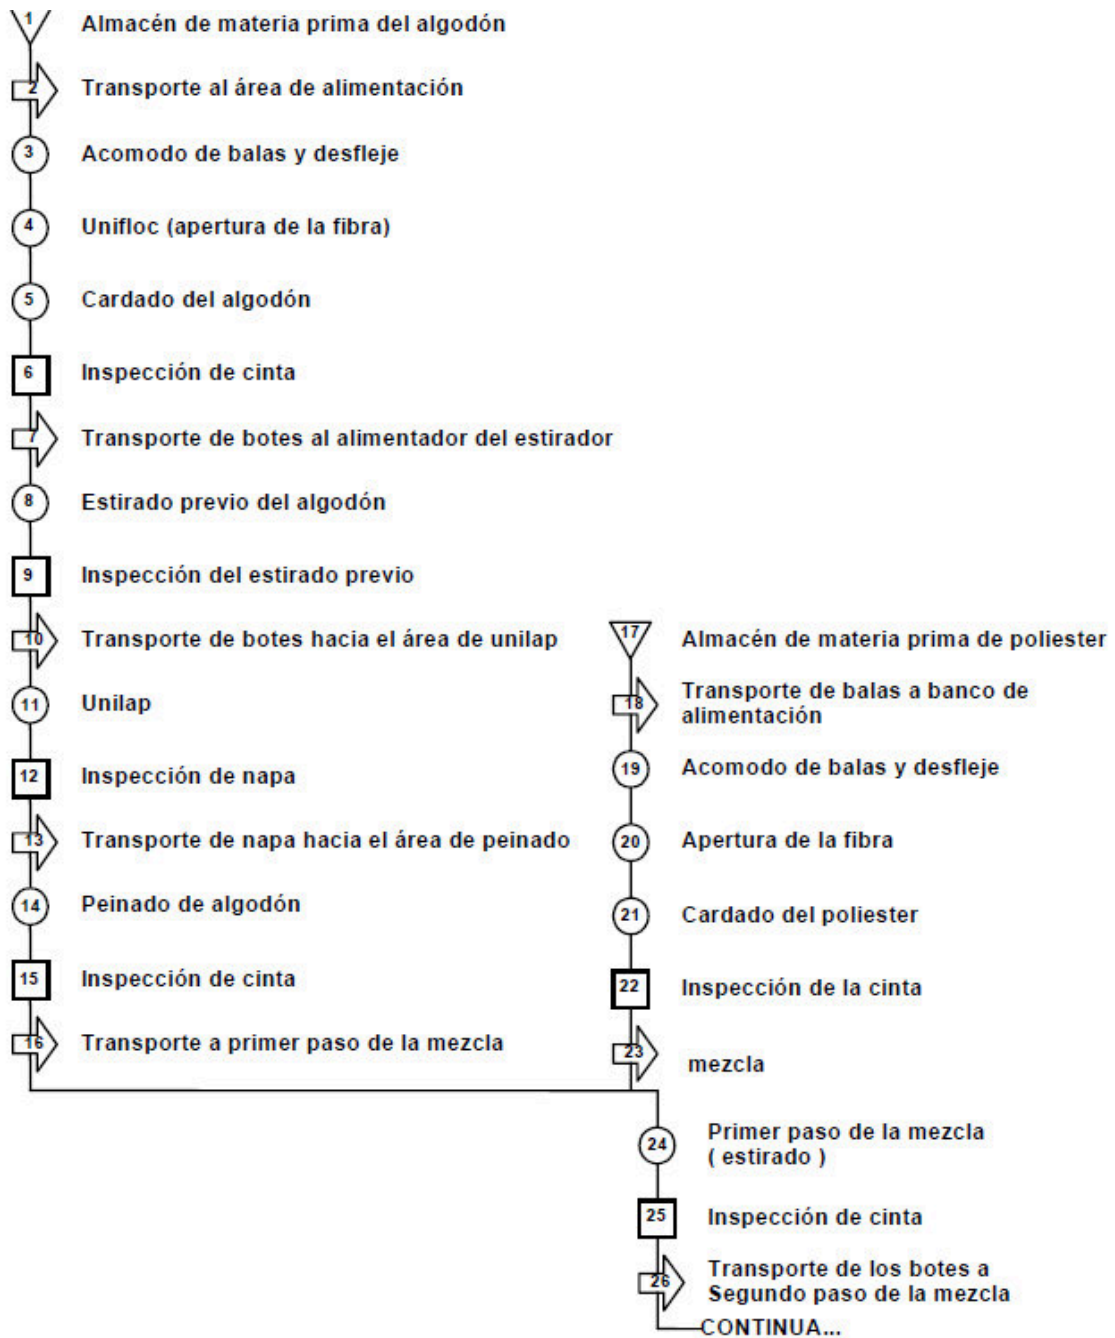 1 Almacén de materia prima del algodón
2 Transporte al área de alimentación
3 Acomodo de balas y desfleje
4 Unifloc (apertura de la fibra)
5 Cardado del algodón
6 Inspección de cinta
7 Transporte de botes al alimentador del estirador
8 Estirado previo del algodón
9 Inspección del estirado previo
10 Transporte de botes hacia el área de unilap
11 Unilap
12 Inspección de napa
13 Transporte de napa hacia el área de peinado
14 Peinado de algodón
15 Inspección de cinta
16 Transporte a primer paso de la mezcla
17 Almacén de materia prima de poliester
18 Transporte de balas a banco de
alimentación
19 Acomodo de balas y desfleje
20 Apertura de la fibra
21 Cardado del poliester
22 Inspección de la cinta
23 mezcla
24 Primer paso de la mezcla
( estirado )
25 Inspección de cinta
26 Transporte de los botes a
Segundo paso de la mezcla
CONTINUA...